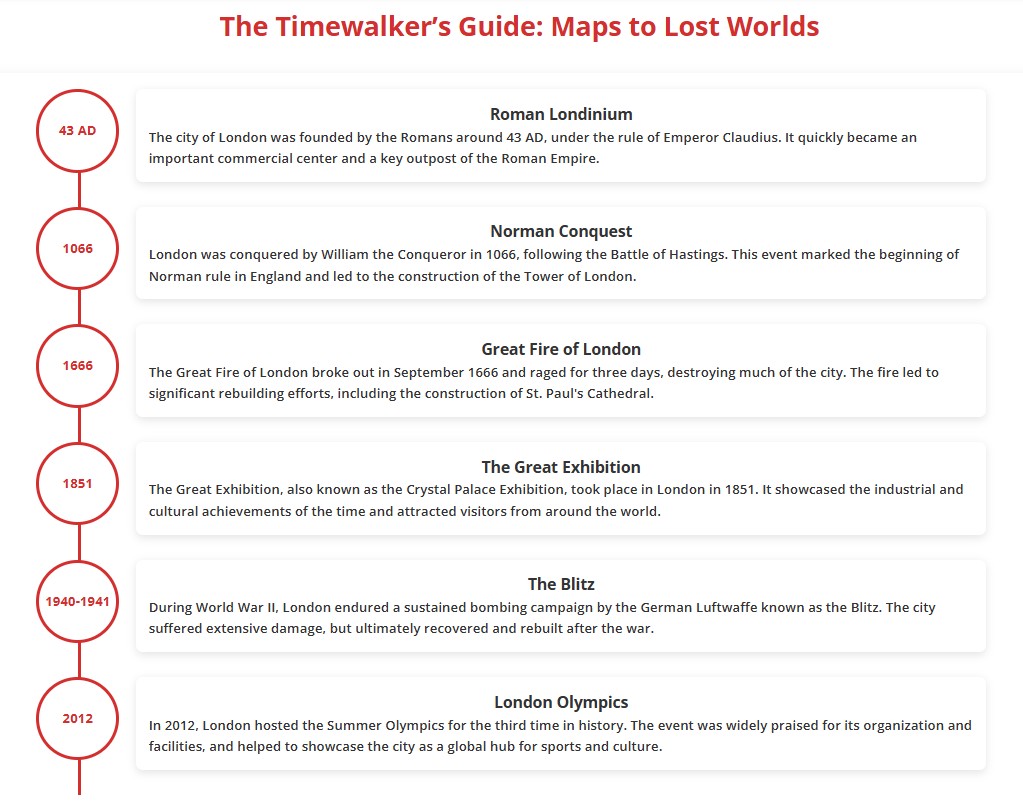 The Timewalker’s Guide: Maps to Lost Worlds
43 AD
Roman Londinium
The city of London was founded by the Romans around 43 AD, under the rule of Emperor Claudius. It quickly became an
important commercial center and a key outpost of the Roman Empire.
1066
Norman Conquest
London was conquered by William the Conqueror in 1066, following the Battle of Hastings. This event marked the beginning of
Norman rule in England and led to the construction of the Tower of London.
1666
Great Fire of London
The Great Fire of London broke out in September 1666 and raged for three days, destroying much of the city. The fire led to
significant rebuilding efforts, including the construction of St. Paul's Cathedral.
1851
The Great Exhibition
The Great Exhibition, also known as the Crystal Palace Exhibition, took place in London in 1851. It showcased the industrial and
cultural achievements of the time and attracted visitors from around the world.
1940-1941
The Blitz
During World War II, London endured a sustained bombing campaign by the German Luftwaffe known as the Blitz. The city
suffered extensive damage, but ultimately recovered and rebuilt after the war.
2012
London Olympics
In 2012, London hosted the Summer Olympics for the third time in history. The event was widely praised for its organization and
facilities, and helped to showcase the city as a global hub for sports and culture.